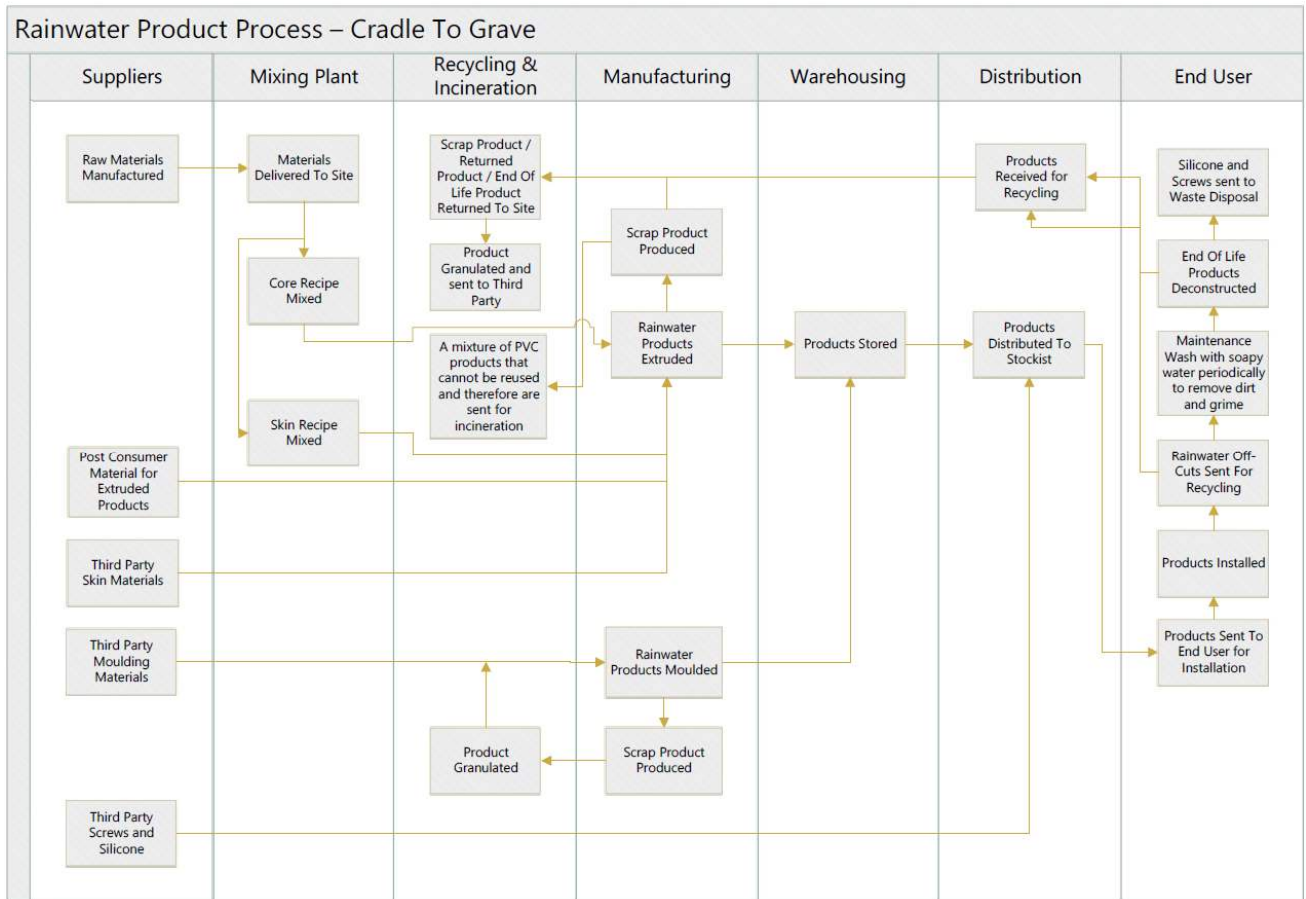 Rainwater Product Process – Cradle To Grave
Suppliers
Mixing Plant
Recycling &
Incineration
Manufacturing
Warehousing
Distribution
End User
Raw Materials
Manufactured
Post Consumer
Material for
Extruded
Products
Third Party
Skin Materials
Third Party
Moulding
Materials
Third Party
Screws and
Silicone
Materials
Delivered To Site
Core Recipe
Mixed
Skin Recipe
Mixed
Scrap Product /
Returned
Product / End Of
Life Product
Returned To Site
Product
Granulated and
sent to Third
Party
A mixture of PVC
products that
cannot be reused
and therefore are
sent for
incineration
Product
Granulated
Scrap Product
Produced
Rainwater
Products
Extruded
Rainwater
Products Moulded
Scrap Product
Produced
Products Stored
Products
Received for
Recycling
Products
Distributed To
Stockist
Silicone and
Screws sent to
Waste Disposal
End Of Life
Products
Deconstructed
Maintenance
Wash with soapy
water periodically
to remove dirt
and grime
Rainwater Off-
Cuts Sent For
Recycling
Products Installed
Products Sent To
End User for
Installation